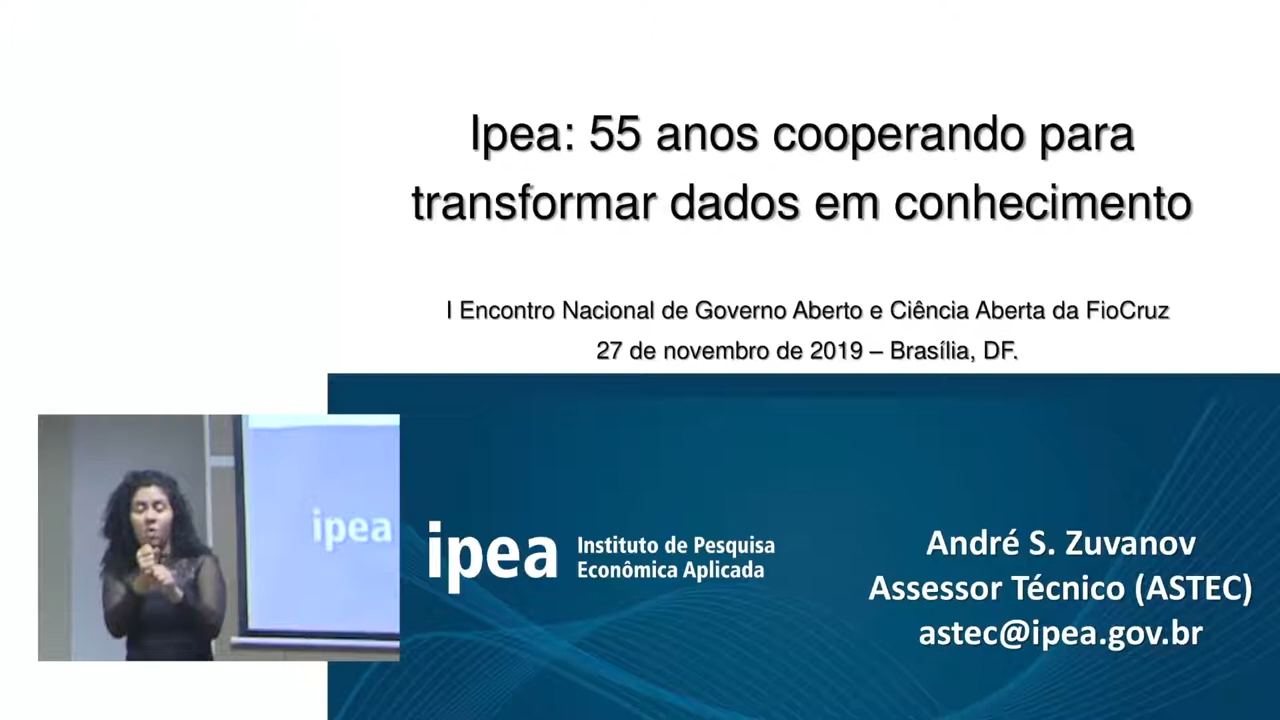 Ipea: 55 anos cooperando para
transformar dados em conhecimento
I Encontro Nacional de Governo Aberto e Ciência Aberta da FioCruz
27 de novembro de 2019 – Brasília, DF.
ipea
ipea
Instituto de Pesquisa
Econômica Aplicada
André S. Zuvanov
Assessor Técnico (ASTEC)
astec@ipea.gov.br